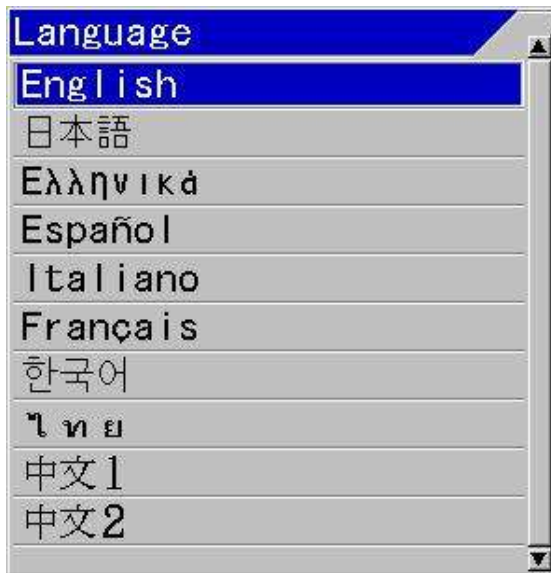 Language
English
日本語
Ελληνικά
Español
Italiano
Français
한국어
ไทย
中文1
中文2